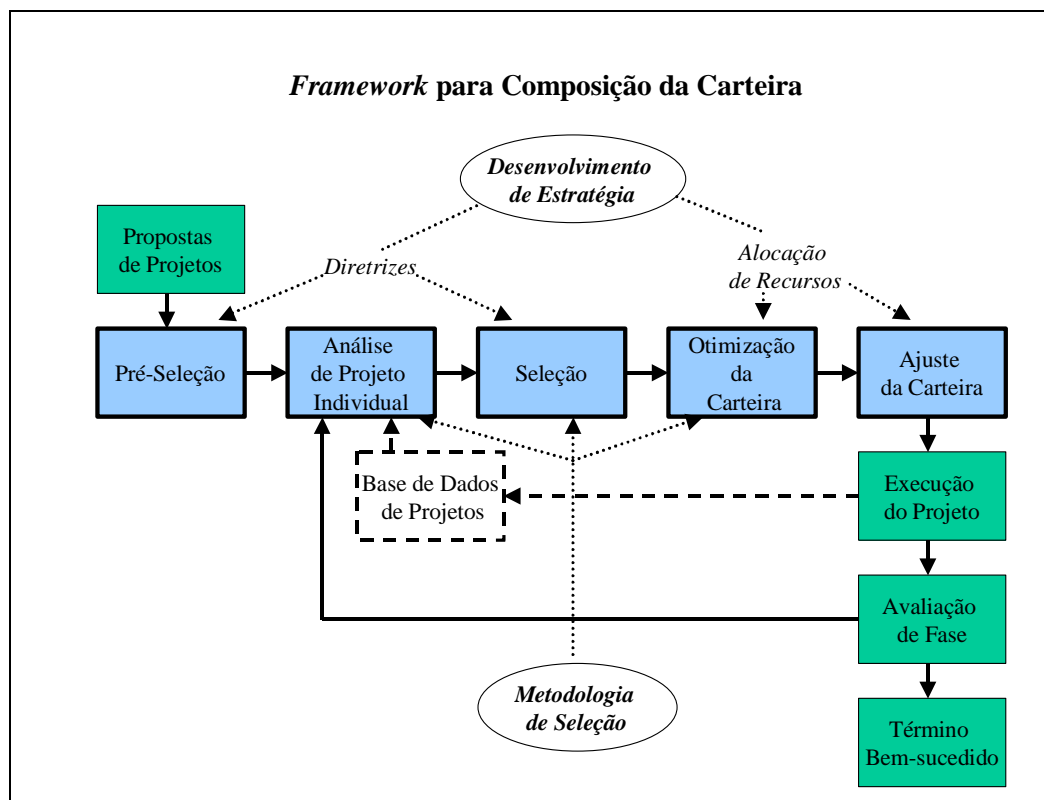 Framework para Composição da Carteira
Desenvolvimento
de Estratégia
Propostas
de Projetos
Diretrizes
Alocação
de Recursos
Pré-Seleção
Análise
de Projeto
Individual
Seleção
Otimização
da
Carteira
Ajuste
da Carteira
Base de Dados
de Projetos
Execução
do Projeto
Avaliação
de Fase
Metodologia
de Seleção
Término
Bem-sucedido